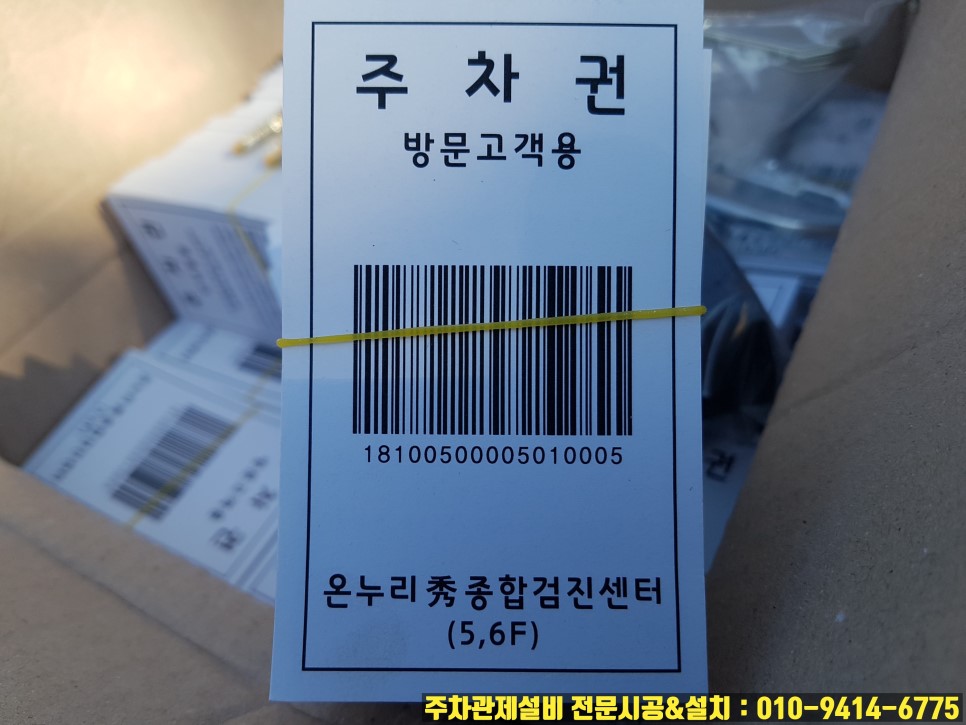 주 차 권
방문고객용
18100500005010005
온누리 秀 종합검진센터
(5,6F)
주차관제설비 전문시공&설치 : 010-9414-6775